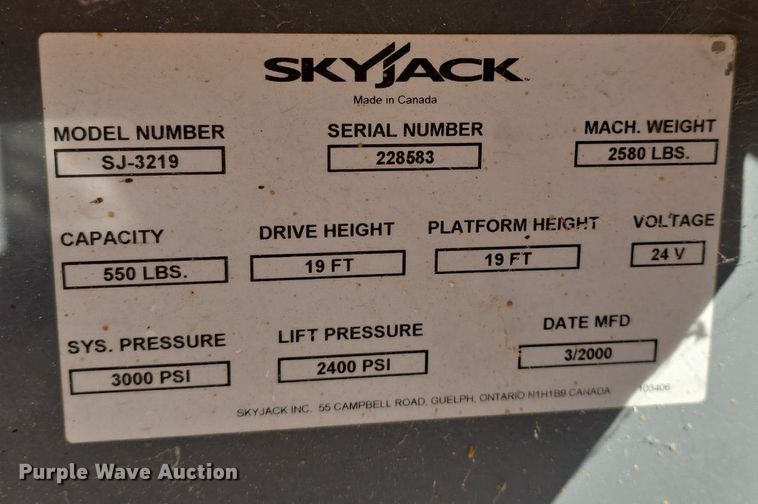 SKYJACK
Made in Canada
MODEL NUMBER SERIAL NUMBER MACH. WEIGHT
SJ-3219 228583 2580 LBS.
CAPACITY DRIVE HEIGHT PLATFORM HEIGHT VOLTAGE
550 LBS. 19 FT 19 FT 24 V
SYS. PRESSURE LIFT PRESSURE DATE MFD
3000 PSI 2400 PSI 3/2000
SKYJACK INC. 55 CAMPBELL ROAD, GUELPH, ONTARIO N1H1B9 CANADA 103406
Purple Wave Auction